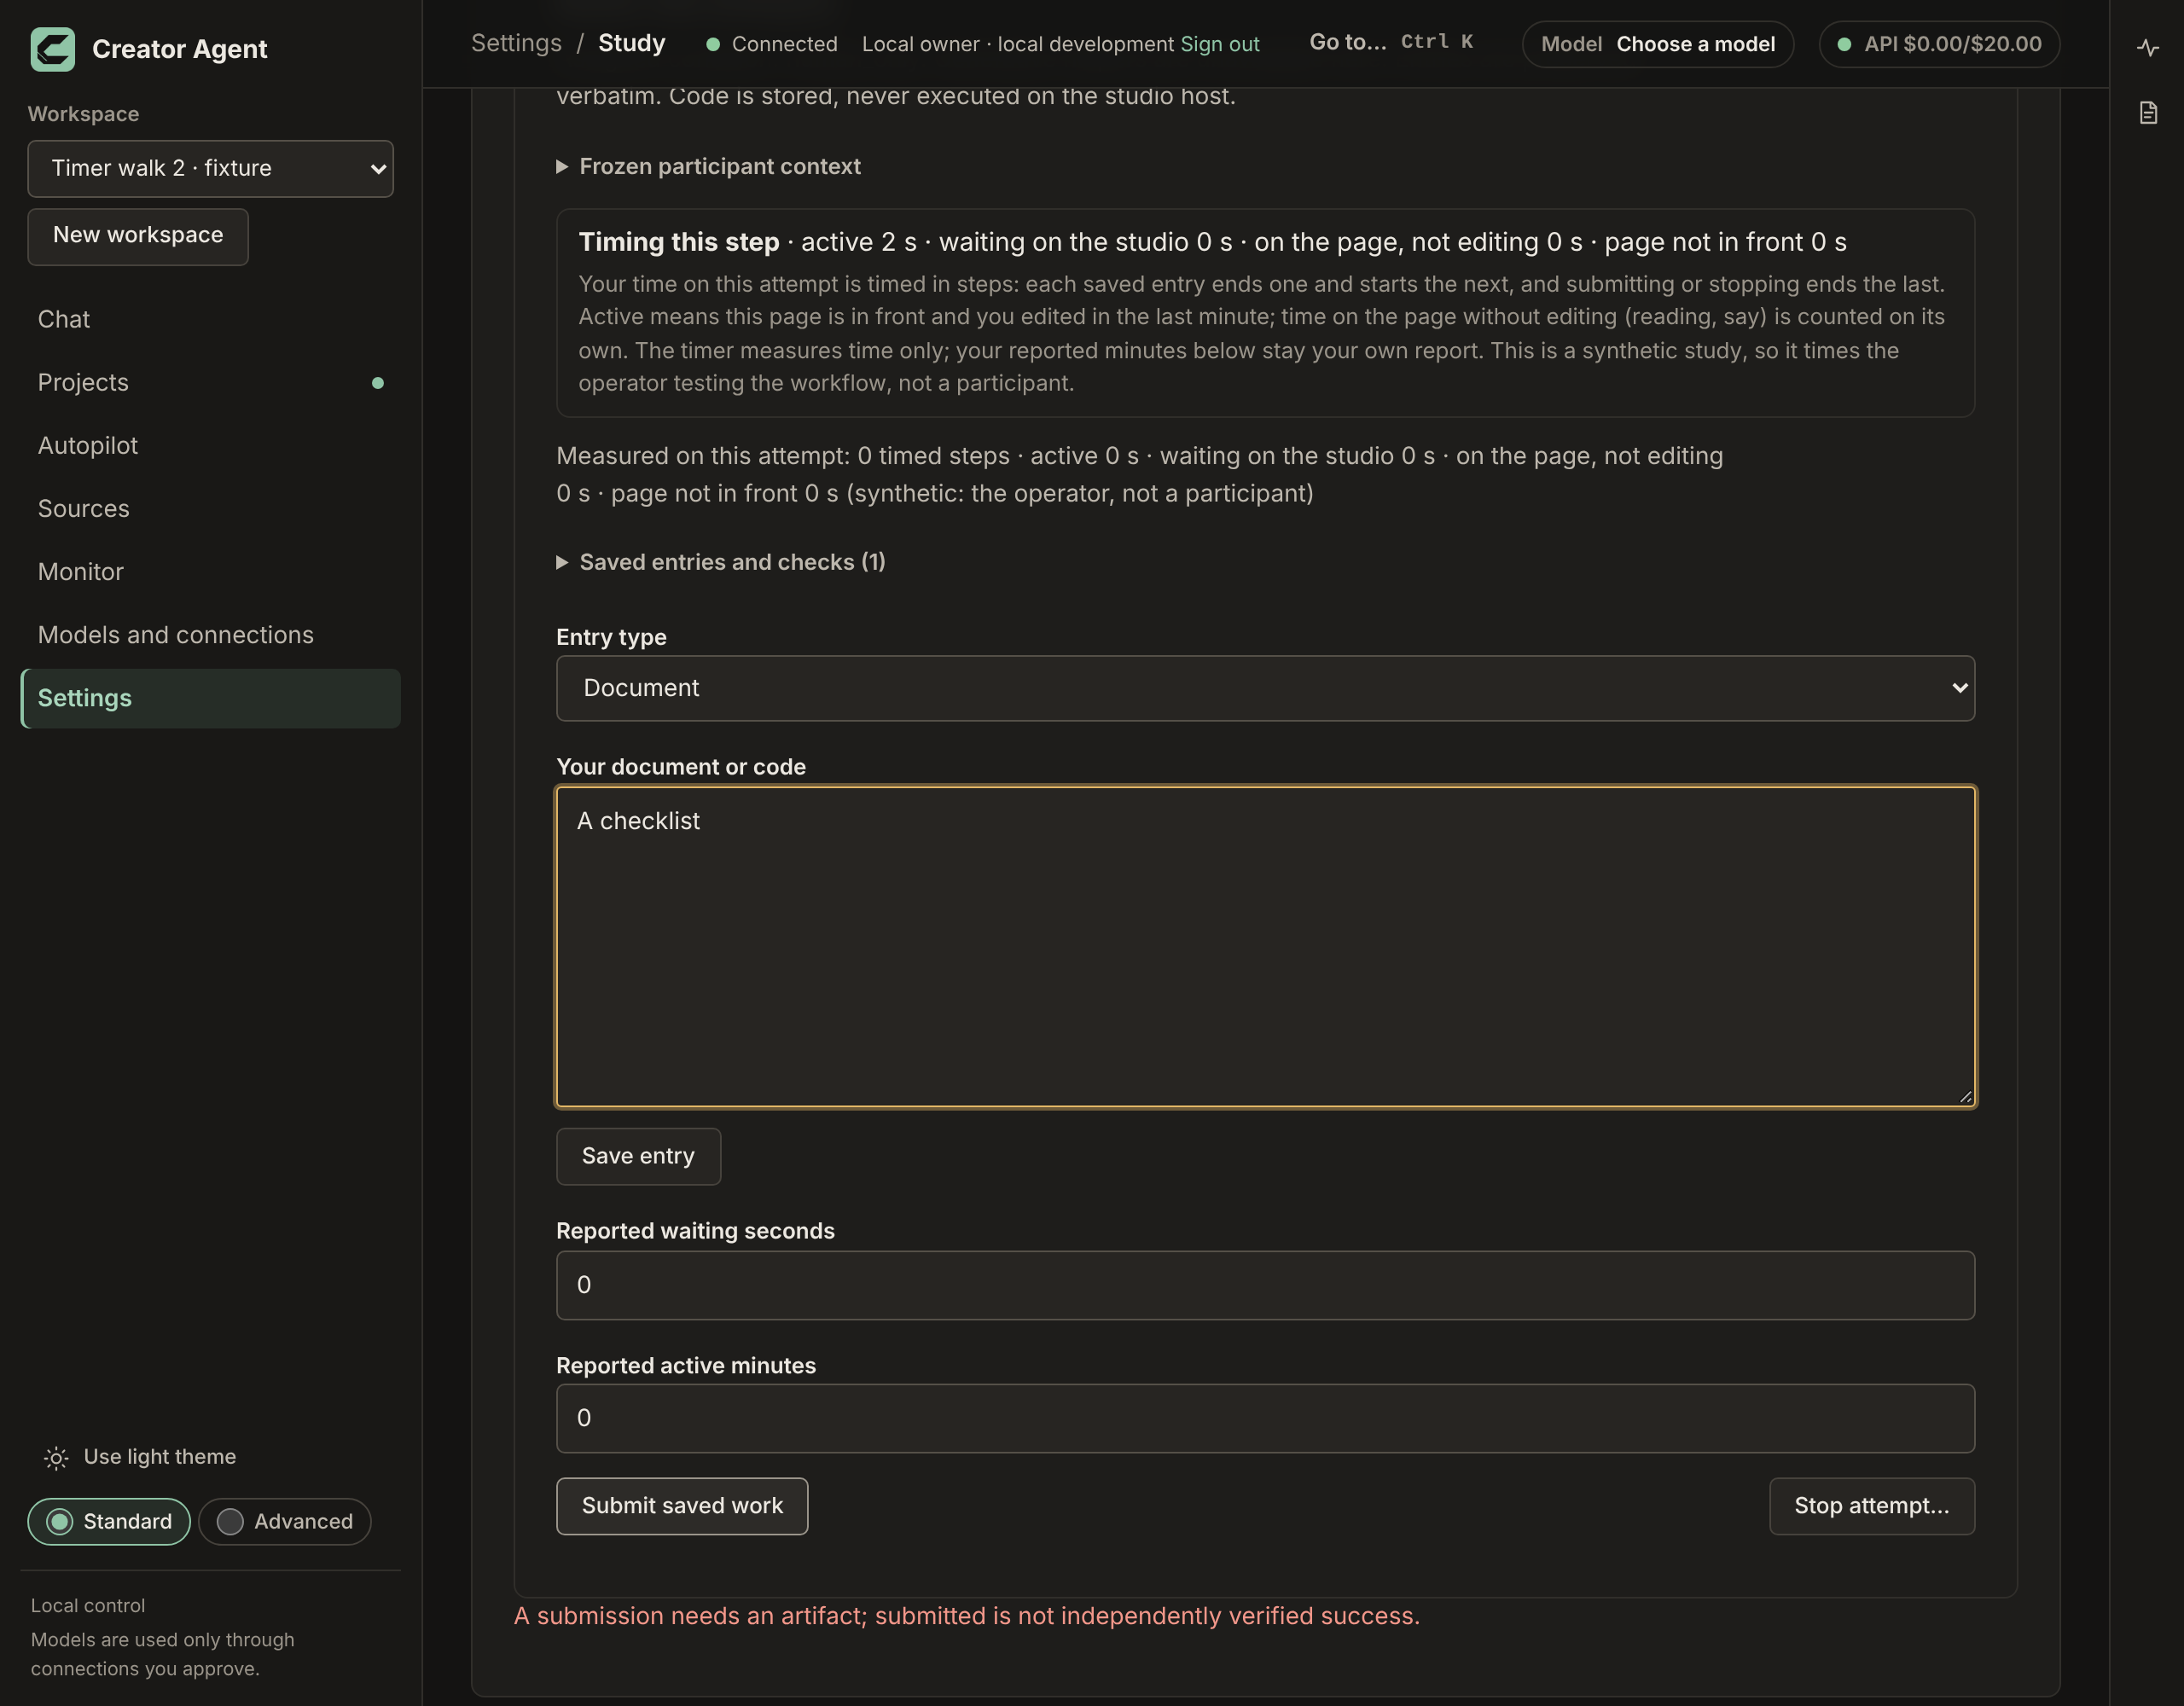 Creator Agent
Workspace
Timer walk 2 · fixture
New workspace
Chat
Projects
Autopilot
Sources
Monitor
Models and connections
Settings
Use light theme
Standard
Advanced
Local control
Models are used only through
connections you approve.
Settings / Study
Connected
Local owner · local development Sign out
Go to... Ctrl K
Model Choose a model
API $0.00/$20.00
verbatim. Code is stored, never executed on the studio host.
Frozen participant context
Timing this step · active 2 s · waiting on the studio 0 s · on the page, not editing 0 s · page not in front 0 s
Your time on this attempt is timed in steps: each saved entry ends one and starts the next, and submitting or stopping ends the last.
Active means this page is in front and you edited in the last minute; time on the page without editing (reading, say) is counted on its
own. The timer measures time only; your reported minutes below stay your own report. This is a synthetic study, so it times the
operator testing the workflow, not a participant.
Measured on this attempt: 0 timed steps · active 0 s · waiting on the studio 0 s · on the page, not editing
0 s · page not in front 0 s (synthetic: the operator, not a participant)
Saved entries and checks (1)
Entry type
Document
Your document or code
A checklist
Save entry
Reported waiting seconds
0
Reported active minutes
0
Submit saved work
Stop attempt...
A submission needs an artifact; submitted is not independently verified success.